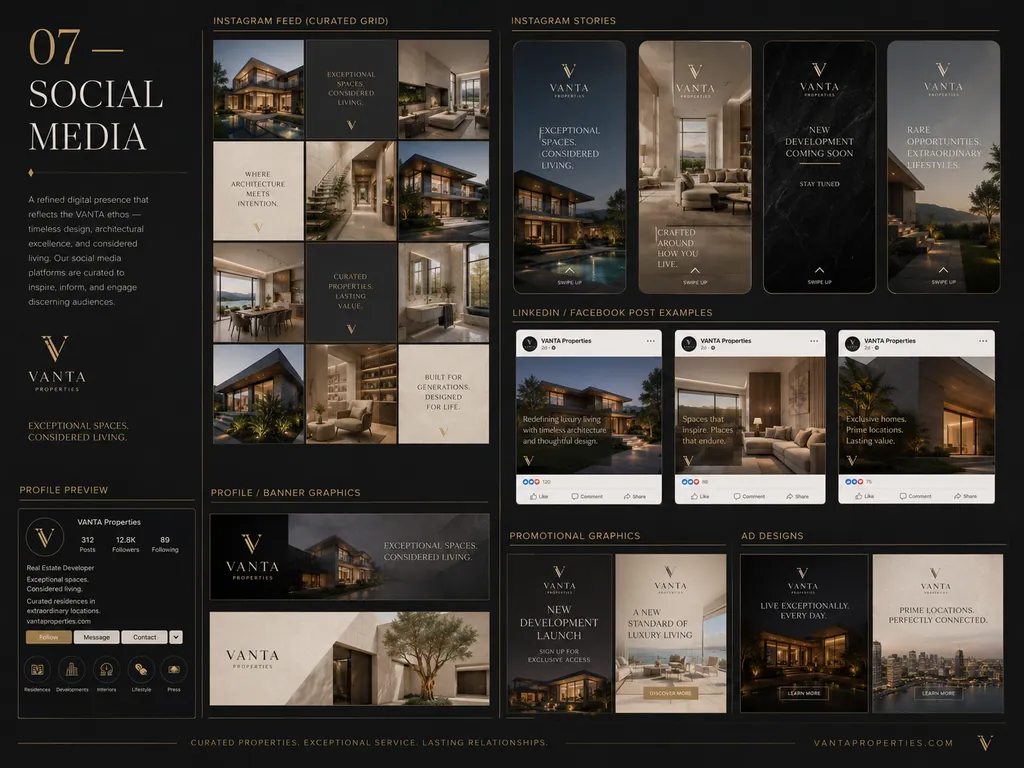 07 —
SOCIAL
MEDIA
A refined digital presence that
reflects the VANTA ethos —
timeless design, architectural
excellence, and considered
living. Our social media
platforms are curated to
inspire, inform, and engage
discerning audiences.
VANTA
PROPERTIES
EXCEPTIONAL SPACES.
CONSIDERED LIVING.
PROFILE PREVIEW
VANTA Properties
312 12.8K 89
Posts Followers Following
Real Estate Developer
Exceptional spaces.
Considered living.
Curated residences in
extraordinary locations.
vantaproperties.com
Follow Message Contact
Residences Developments Interiors Lifestyle Press
INSTAGRAM FEED (CURATED GRID)
EXCEPTIONAL
SPACES.
CONSIDERED
LIVING.
WHERE
ARCHITECTURE
MEETS
INTENTION.
CURATED
PROPERTIES.
LASTING
VALUE.
BUILT FOR
GENERATIONS.
DESIGNED
FOR LIFE.
PROFILE / BANNER GRAPHICS
VANTA
PROPERTIES
EXCEPTIONAL SPACES.
CONSIDERED LIVING.
VANTA
PROPERTIES
INSTAGRAM STORIES
VANTA
PROPERTIES
EXCEPTIONAL
SPACES.
CONSIDERED
LIVING.
SWIPE UP
VANTA
PROPERTIES
CRAFTED
AROUND
HOW YOU
LIVE.
SWIPE UP
VANTA
PROPERTIES
NEW
DEVELOPMENT
COMING SOON
STAY TUNED
SWIPE UP
VANTA
PROPERTIES
RARE
OPPORTUNITIES.
EXTRAORDINARY
LIFESTYLES.
SWIPE UP
LINKEDIN / FACEBOOK POST EXAMPLES
VANTA Properties
2d
Redefining luxury living
with timeless architecture
and thoughtful design.
120
Like Comment Share
VANTA Properties
2d
Spaces that
inspire. Places
that endure.
98
Like Comment Share
VANTA Properties
2d
Exclusive homes.
Prime locations.
Lasting value.
75
Like Comment Share
PROMOTIONAL GRAPHICS
VANTA
PROPERTIES
NEW
DEVELOPMENT
LAUNCH
SIGN UP FOR
EXCLUSIVE ACCESS
VANTA
PROPERTIES
A NEW
STANDARD OF
LUXURY LIVING
DISCOVER MORE
AD DESIGNS
VANTA
PROPERTIES
LIVE EXCEPTIONALLY.
EVERY DAY.
LEARN MORE
VANTA
PROPERTIES
PRIME LOCATIONS.
PERFECTLY CONNECTED.
LEARN MORE
CURATED PROPERTIES. EXCEPTIONAL SERVICE. LASTING RELATIONSHIPS.
VANTAPROPERTIES.COM